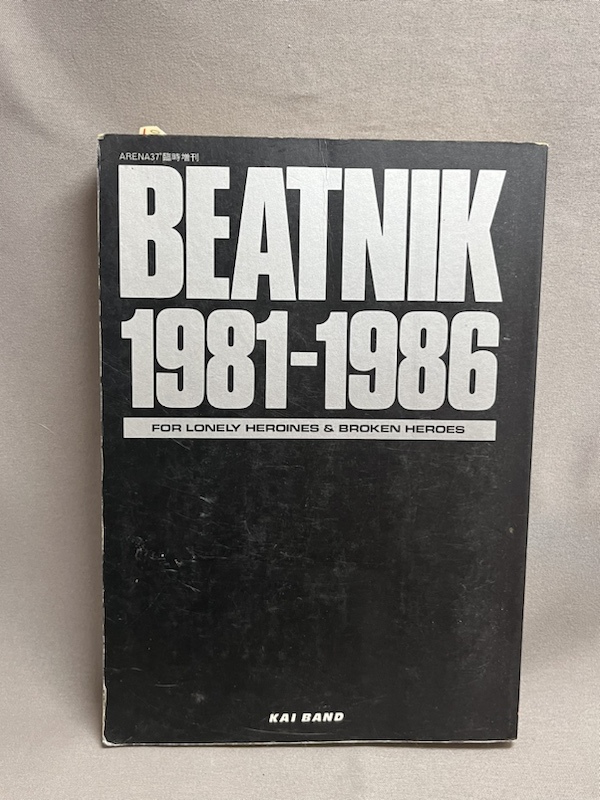 ARENA37℃臨時増刊
BEATNIK
1981-1986
FOR LONELY HEROINES & BROKEN HEROES
KAI BAND